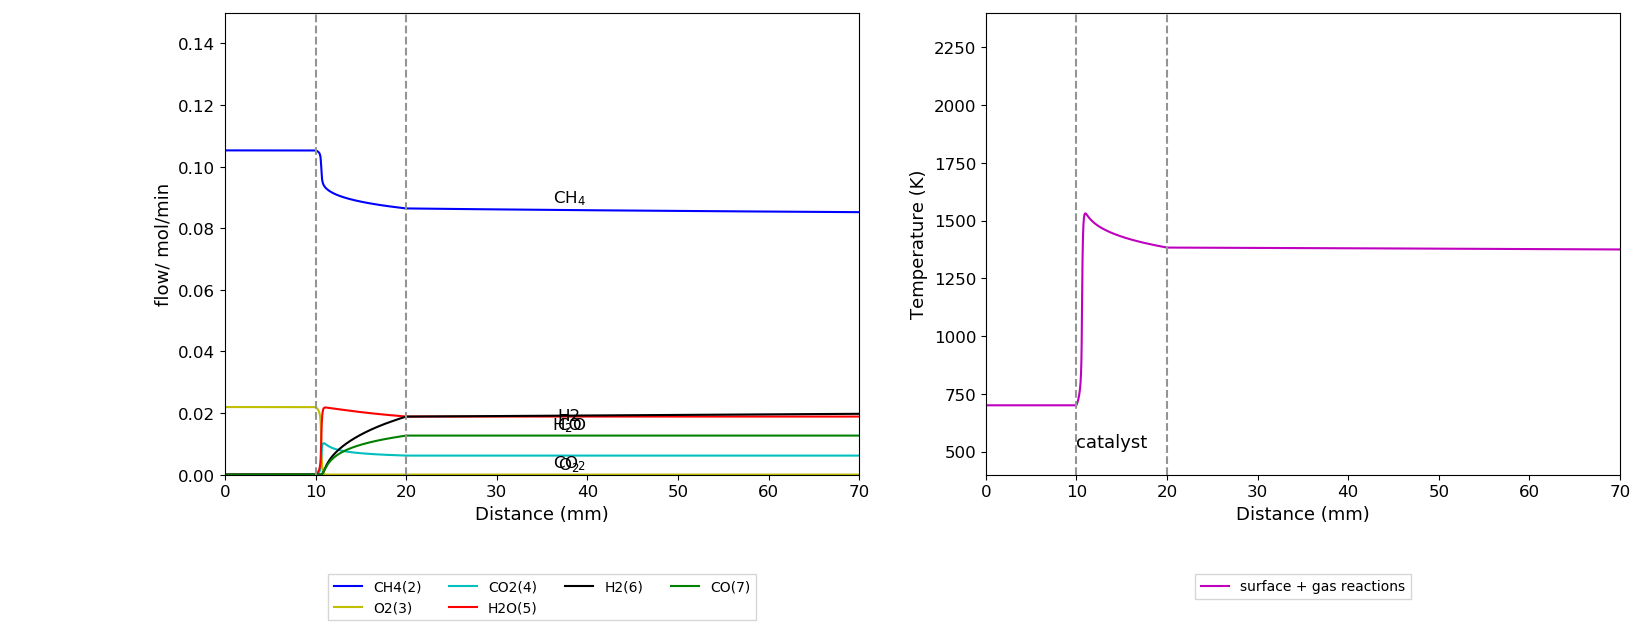 0.14
0.12
0.10
0.08
0.06
0.04
0.02
0.00
flow/ mol/min
CH₄
H2
H₂O
CO
CO₂
O₂
0 10 20 30 40 50 60 70
Distance (mm)
CH4(2) CO2(4) H2(6) CO(7)
O2(3) H2O(5)
2250
2000
1750
1500
1250
1000
750
500
Temperature (K)
catalyst
0 10 20 30 40 50 60 70
Distance (mm)
surface + gas reactions